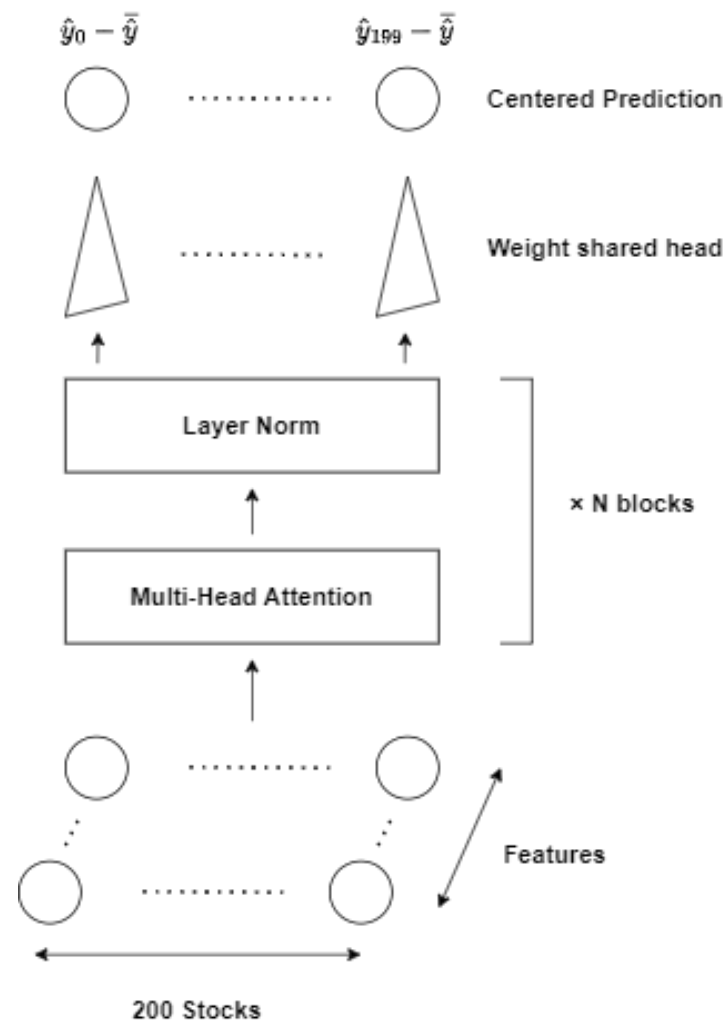 ŷ₀ − ŷ̄ ŷ₁₉₉ − ŷ̄
Centered Prediction
Weight shared head
Layer Norm
× N blocks
Multi-Head Attention
Features
200 Stocks